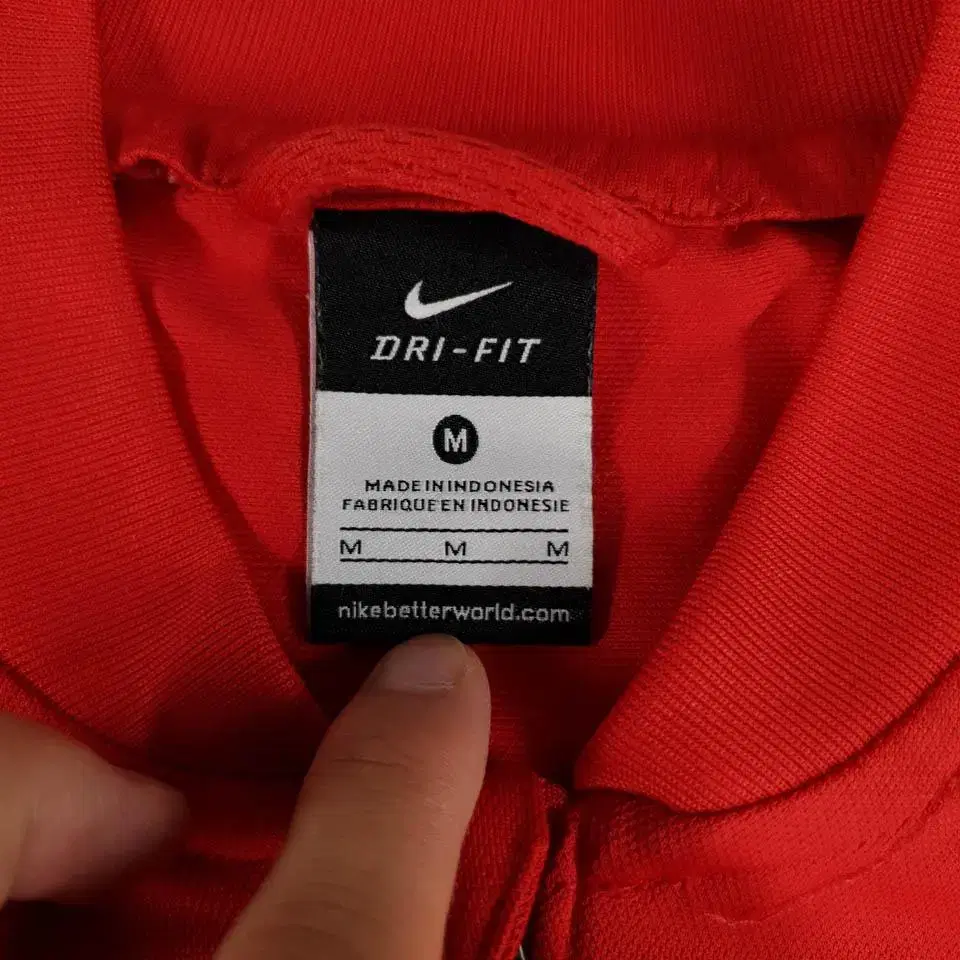 DRI-FIT
M
MADE IN INDONESIA
FABRIQUE EN INDONESIE
M M M
nikebetterworld.com